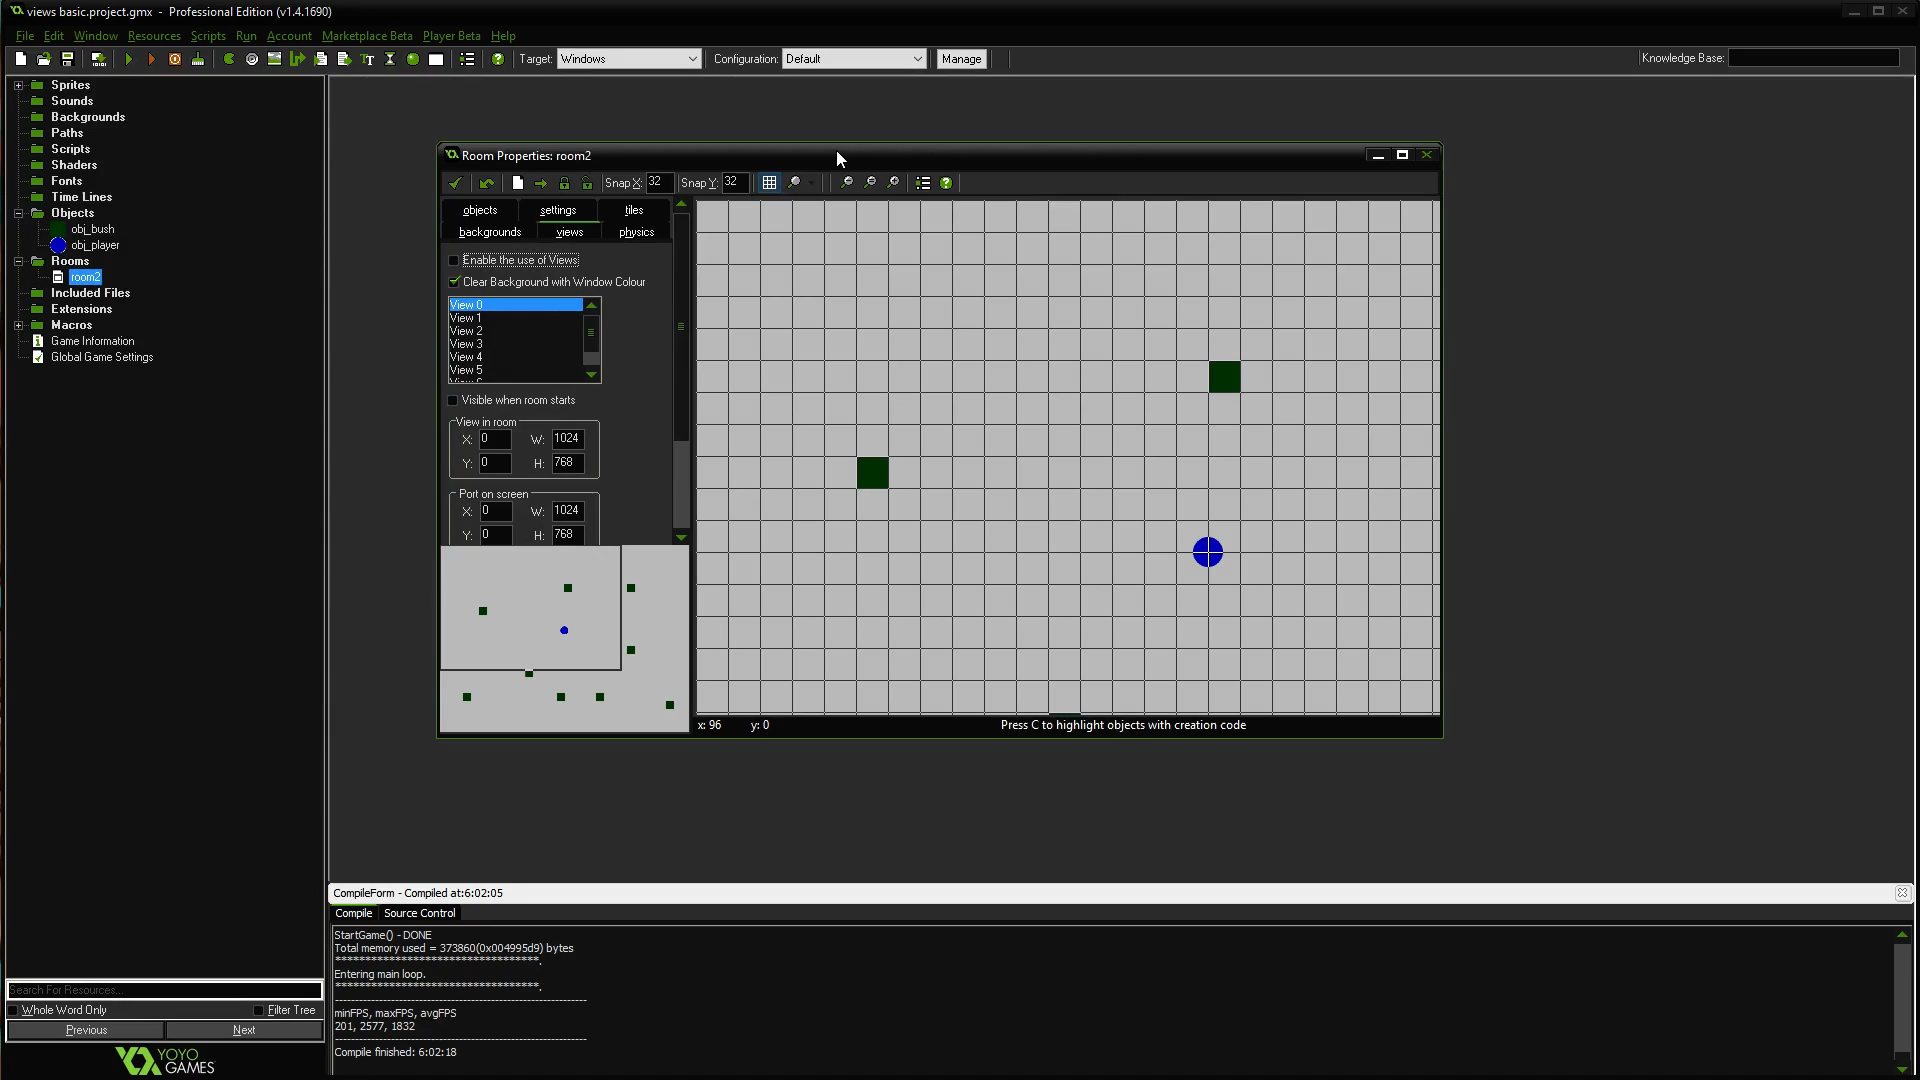 views basic.project.gmx - Professional Edition (v1.4.1690)
File Edit Window Resources Scripts Run Account Marketplace Beta Player Beta Help
Target: Windows Configuration: Default Manage Knowledge Base:
Sprites
Sounds
Backgrounds
Paths
Scripts
Shaders
Fonts
Time Lines
Objects
obj_bush
obj_player
Rooms
room2
Included Files
Extensions
Macros
Game Information
Global Game Settings
Search For Resources...
Whole Word Only Filter Tree
Previous Next
YOYO
GAMES
Room Properties: room2
Snap X: 32 Snap Y: 32
objects settings tiles
backgrounds views physics
Enable the use of Views
Clear Background with Window Colour
View 0
View 1
View 2
View 3
View 4
View 5
Visible when room starts
View in room
X: 0 W: 1024
Y: 0 H: 768
Port on screen
X: 0 W: 1024
Y: 0 H: 768
x: 96 y: 0 Press C to highlight objects with creation code
CompileForm - Compiled at:6:02:05
Compile Source Control
StartGame() - DONE
Total memory used = 373860(0x004995d9) bytes
***********************************.
Entering main loop.
***********************************.
--------------------------------------------------------------
minFPS, maxFPS, avgFPS
201, 2577, 1832
--------------------------------------------------------------
Compile finished: 6:02:18